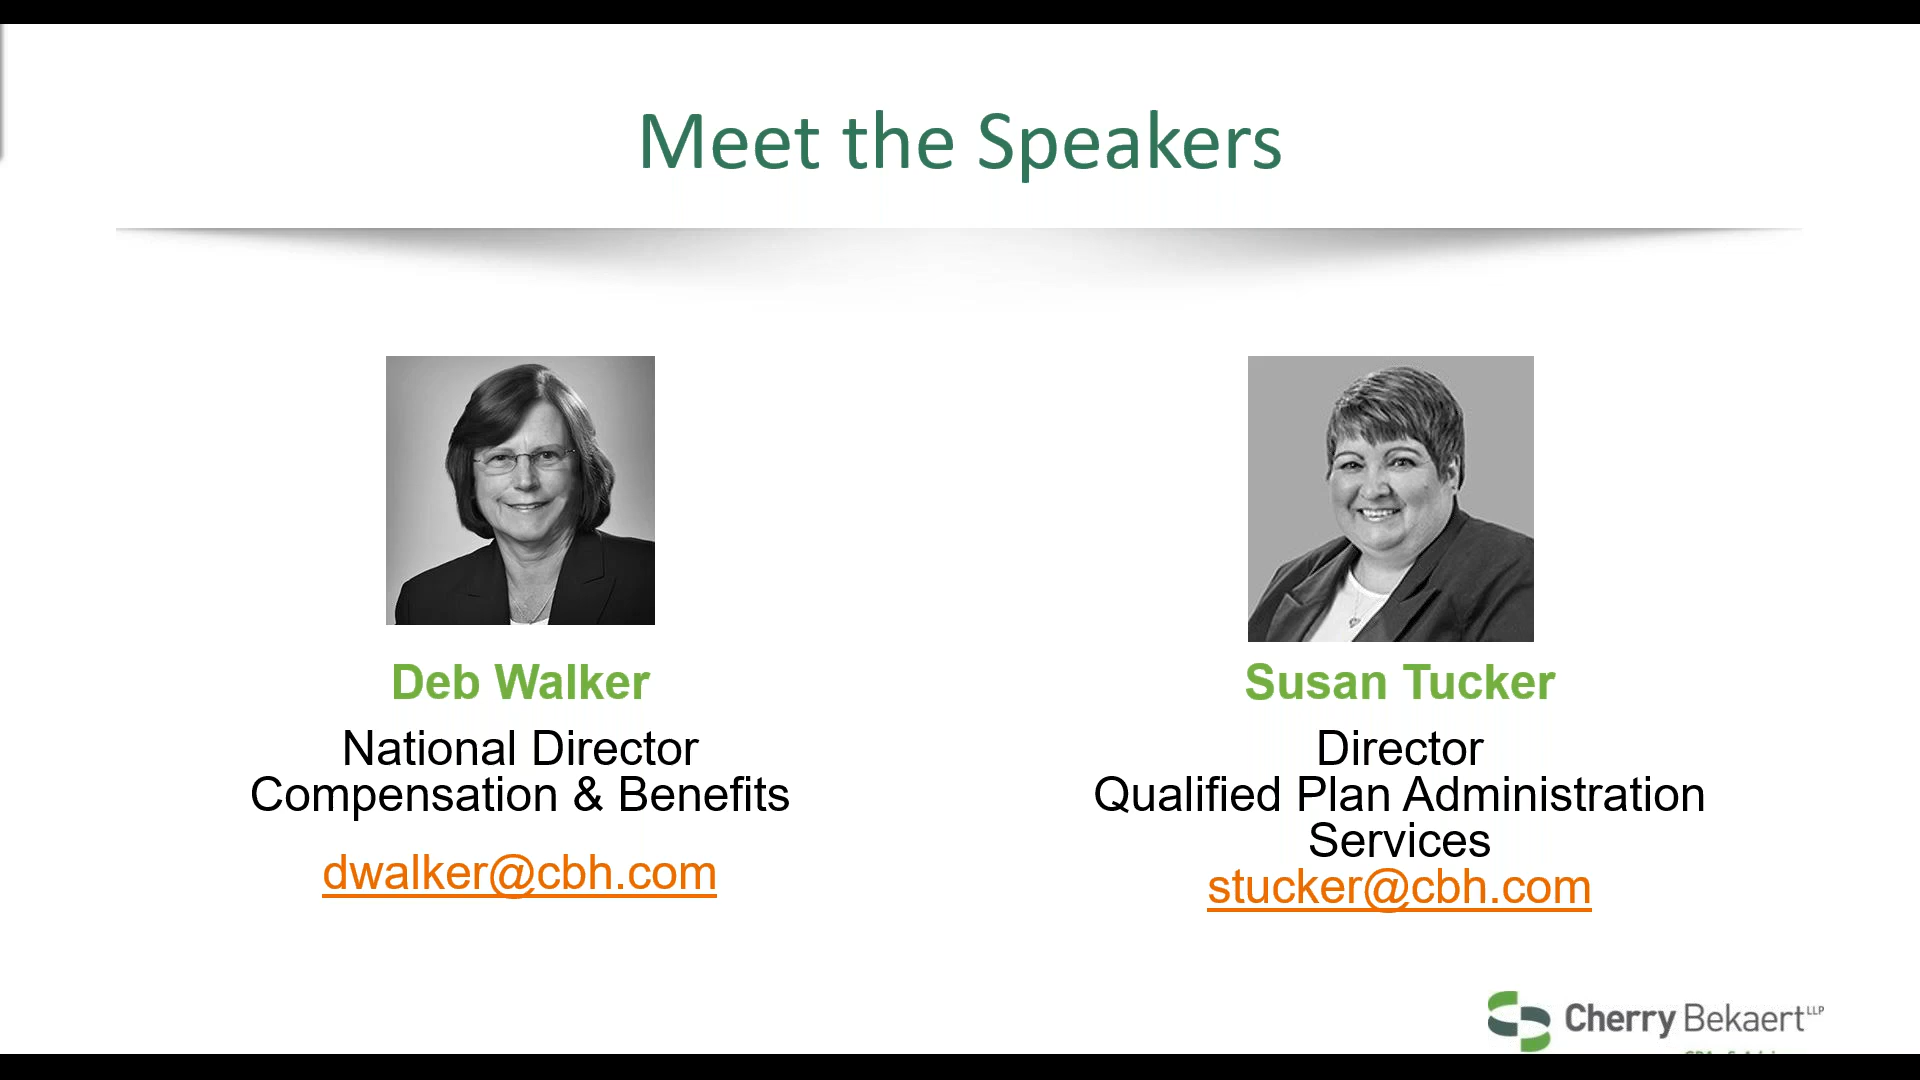 Meet the Speakers
Deb Walker
National Director
Compensation & Benefits
dwalker@cbh.com
Susan Tucker
Director
Qualified Plan Administration
Services
stucker@cbh.com
Cherry Bekaert LLP